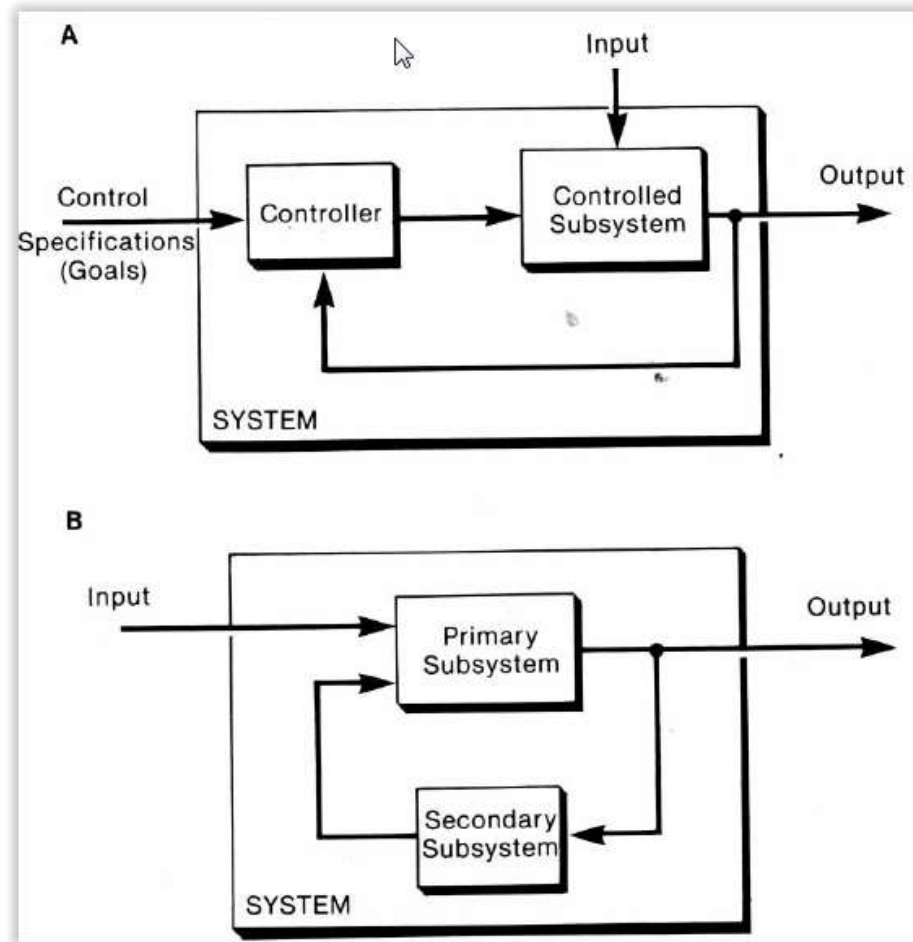 A
Input
Control
Specifications
(Goals)
Controller
Controlled
Subsystem
Output
SYSTEM
B
Input
Primary
Subsystem
Output
Secondary
Subsystem
SYSTEM